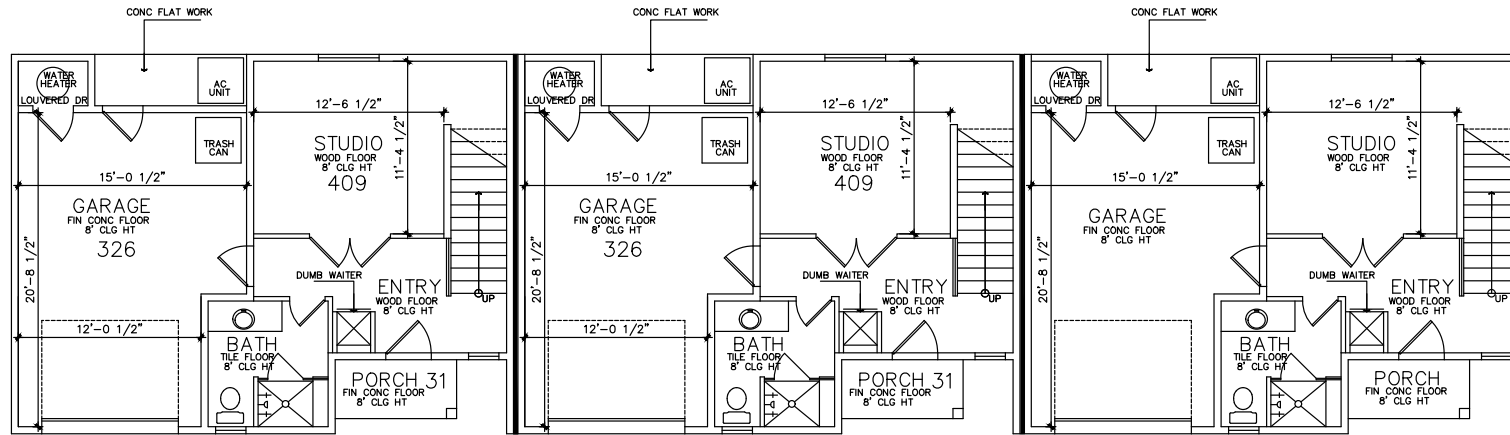 CONC FLAT WORK
WATER
HEATER
LOUVERED DR
AC
UNIT
12'-6 1/2"
TRASH
CAN
STUDIO
WOOD FLOOR
8' CLG HT
409
11'-4 1/2"
15'-0 1/2"
GARAGE
FIN CONC FLOOR
8' CLG HT
326
20'-8 1/2"
DUMB WAITER
ENTRY
WOOD FLOOR
8' CLG HT
UP
12'-0 1/2"
BATH
TILE FLOOR
8' CLG HT
PORCH 31
FIN CONC FLOOR
8' CLG HT
CONC FLAT WORK
WATER
HEATER
LOUVERED DR
AC
UNIT
12'-6 1/2"
TRASH
CAN
STUDIO
WOOD FLOOR
8' CLG HT
409
11'-4 1/2"
15'-0 1/2"
GARAGE
FIN CONC FLOOR
8' CLG HT
326
20'-8 1/2"
DUMB WAITER
ENTRY
WOOD FLOOR
8' CLG HT
UP
12'-0 1/2"
BATH
TILE FLOOR
8' CLG HT
PORCH 31
FIN CONC FLOOR
8' CLG HT
CONC FLAT WORK
WATER
HEATER
LOUVERED DR
AC
UNIT
12'-6 1/2"
TRASH
CAN
STUDIO
WOOD FLOOR
8' CLG HT
11'-4 1/2"
15'-0 1/2"
GARAGE
FIN CONC FLOOR
8' CLG HT
20'-8 1/2"
DUMB WAITER
ENTRY
WOOD FLOOR
8' CLG HT
UP
BATH
TILE FLOOR
8' CLG HT
PORCH
FIN CONC FLOOR
8' CLG HT